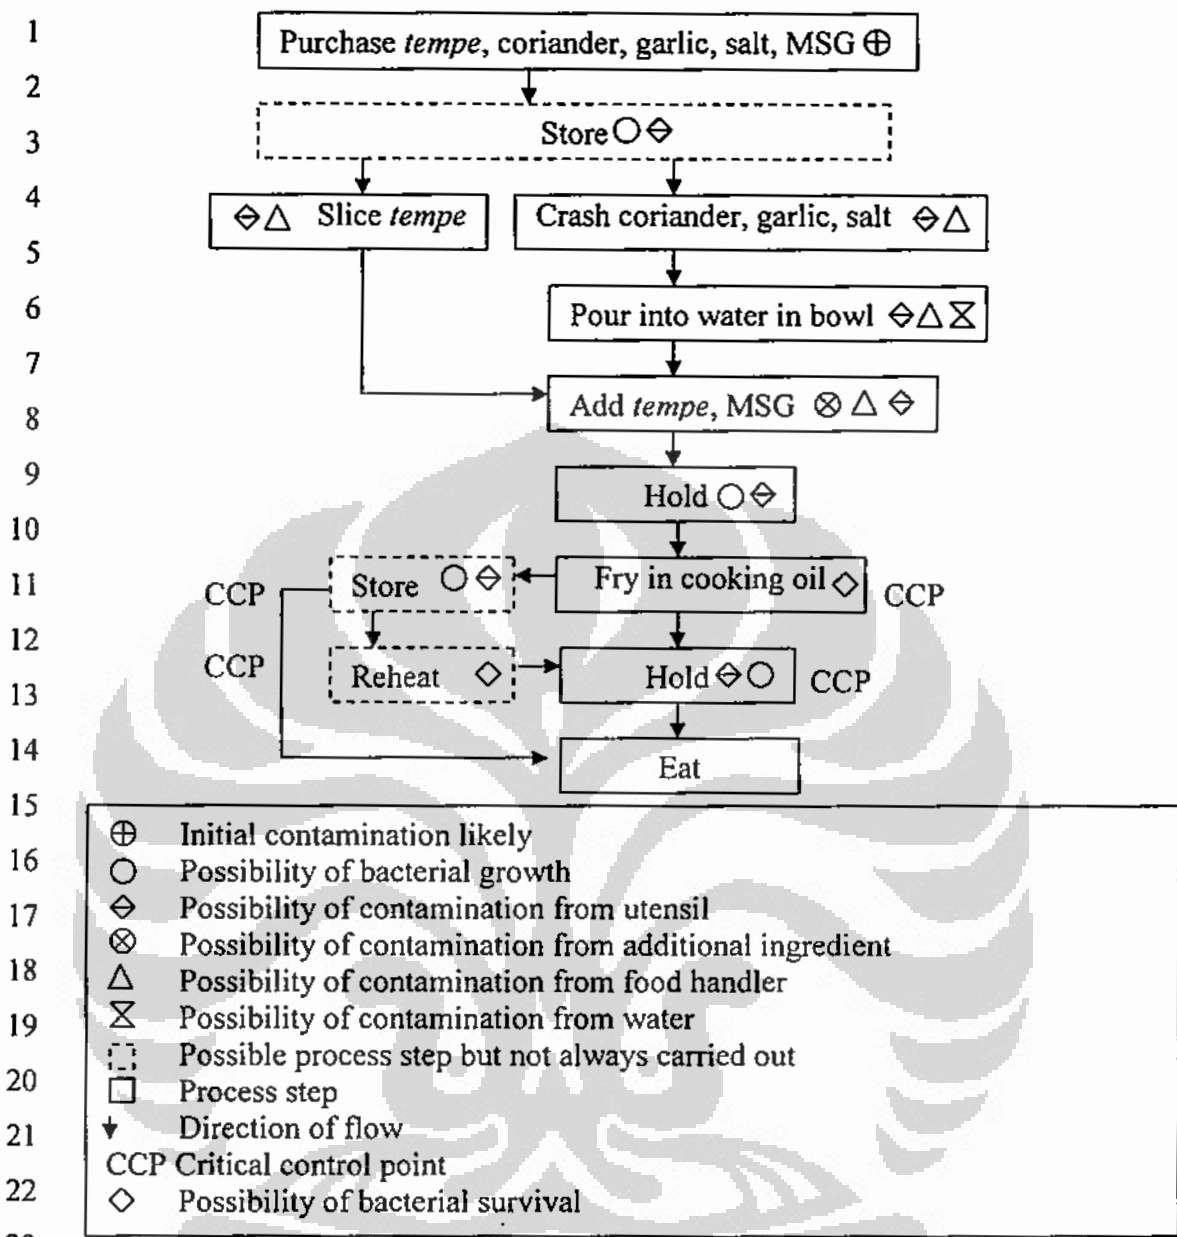 1
Purchase tempe, coriander, garlic, salt, MSG ⊕
2
3
Store
4
Slice tempe
Crash coriander, garlic, salt
5
6
Pour into water in bowl
7
8
Add tempe, MSG ⊗
9
Hold
10
11
CCP
Store
Fry in cooking oil
CCP
12
CCP
Reheat
Hold
CCP
13
14
Eat
15
Initial contamination likely
16
Possibility of bacterial growth
17
Possibility of contamination from utensil
Possibility of contamination from additional ingredient
18
Possibility of contamination from food handler
19
Possibility of contamination from water
Possible process step but not always carried out
20
Process step
21
Direction of flow
CCP Critical control point
22
Possibility of bacterial survival